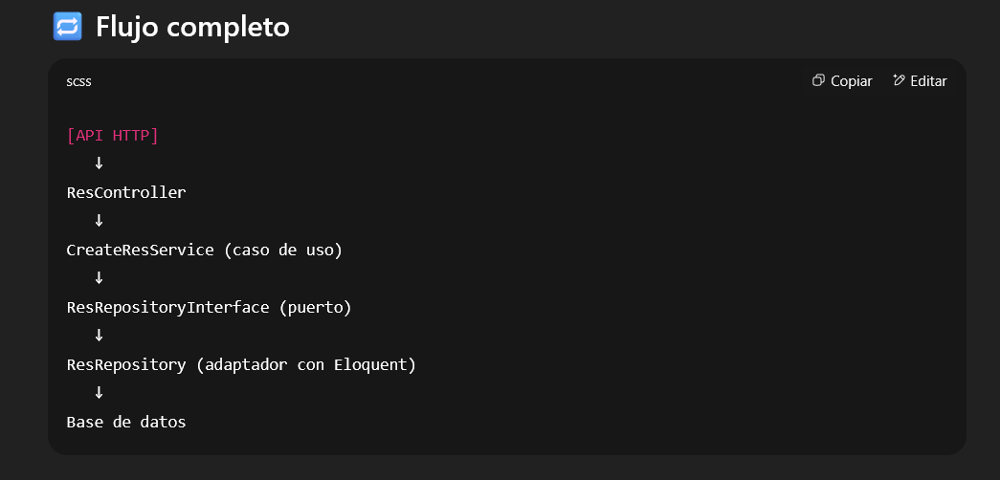 🔁 Flujo completo
scss Copiar Editar
[API HTTP]
↓
ResController
↓
CreateResService (caso de uso)
↓
ResRepositoryInterface (puerto)
↓
ResRepository (adaptador con Eloquent)
↓
Base de datos